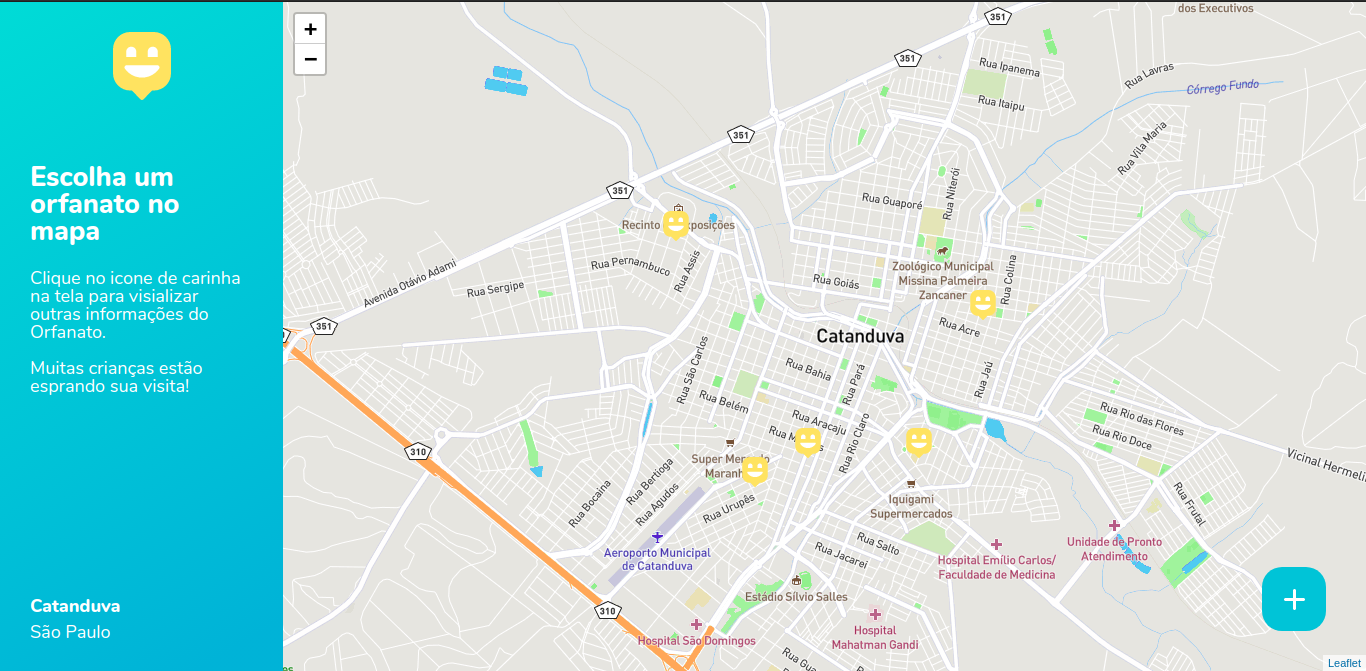 Escolha um
orfanato no
mapa
Clique no icone de carinha
na tela para visializar
outras informações do
Orfanato.
Muitas crianças estão
esprando sua visita!
Catanduva
São Paulo
+
−
dos Executivos
351
351
Rua Ipanema
Rua Lavras
Córrego Fundo
Rua Itaipu
351
Rua Vila Maria
351
Rua Niterói
Rua Guaporé
Recinto
xposições
Rua Pernambuco
Rua Assis
Avenida Otávio Adami
Rua Sergipe
Zoológico Municipal
Missina Palmeira
Zancaner
Rua Colina
Rua Goiás
351
Rua Acre
Catanduva
Rua São Carlos
Rua Bahia
Rua Pará
Rua Jaú
Rua Belém
Rua Aracaju
Rua Rio das Flores
Rua Rio Doce
Rua Rio Claro
310
Super Mer
do
Maranh
Vicinal Hermeli
Rua Bertioga
Rua Bocaina
Rua Agudos
Rua Urupês
Iquigami
Supermercados
Rua Frutal
Aeroporto Municipal
de Catanduva
Rua Salto
Rua Jacareí
Unidade de Pronto
Atendimento
Hospital Emílio Carlos/
Faculdade de Medicina
Estádio Sílvio Salles
310
Hospital São Domingos
Hospital
Mahatman Gandi
+
Leaflet